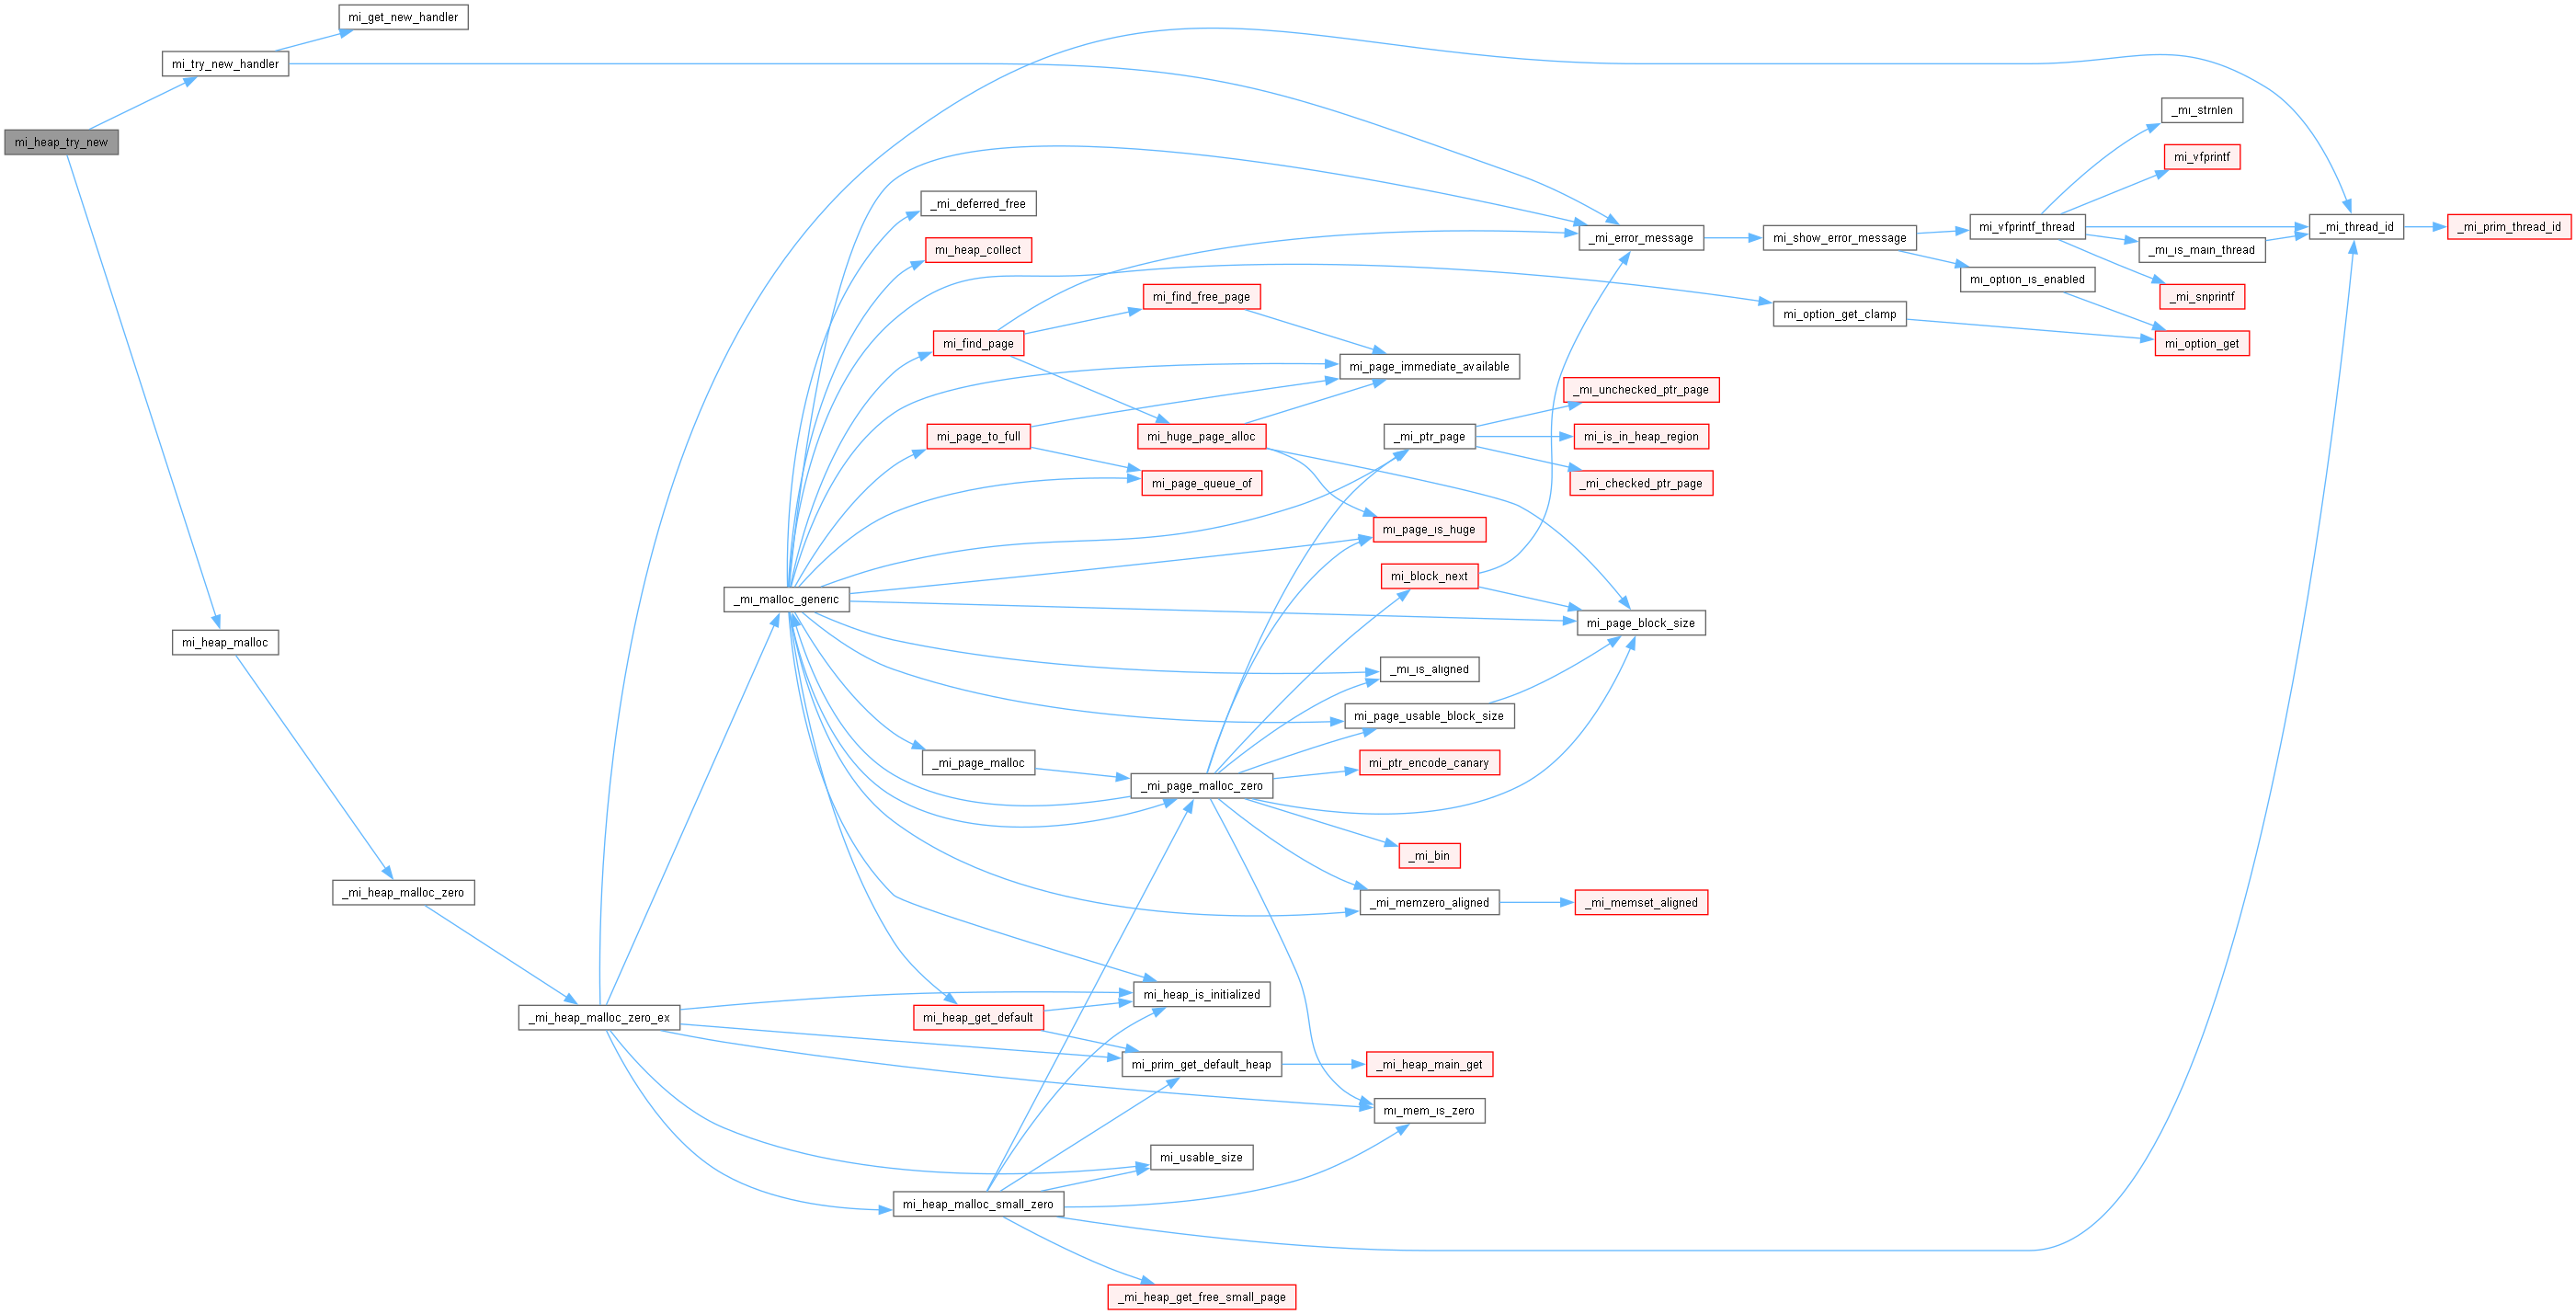 mi_get_new_handler
mi_try_new_handler
mi_heap_try_new
mi_heap_malloc
_mi_heap_malloc_zero
_mi_heap_malloc_zero_ex
_mi_malloc_generic
_mi_deferred_free
mi_heap_collect
mi_find_page
mi_page_to_full
_mi_page_malloc
mi_heap_get_default
mi_heap_malloc_small_zero
mi_find_free_page
mi_huge_page_alloc
mi_page_queue_of
_mi_page_malloc_zero
mi_heap_is_initialized
mi_prim_get_default_heap
mi_usable_size
_mi_heap_get_free_small_page
mi_page_immediate_available
_mi_ptr_page
mi_page_is_huge
mi_block_next
_mi_is_aligned
mi_page_usable_block_size
mi_ptr_encode_canary
_mi_bin
_mi_memzero_aligned
_mi_heap_main_get
mi_mem_is_zero
_mi_error_message
_mi_unchecked_ptr_page
mi_is_in_heap_region
_mi_checked_ptr_page
mi_page_block_size
_mi_memset_aligned
mi_show_error_message
mi_option_get_clamp
mi_vfprintf_thread
mi_option_is_enabled
_mi_strnlen
mi_vfprintf
_mi_is_main_thread
_mi_snprintf
mi_option_get
_mi_thread_id
_mi_prim_thread_id